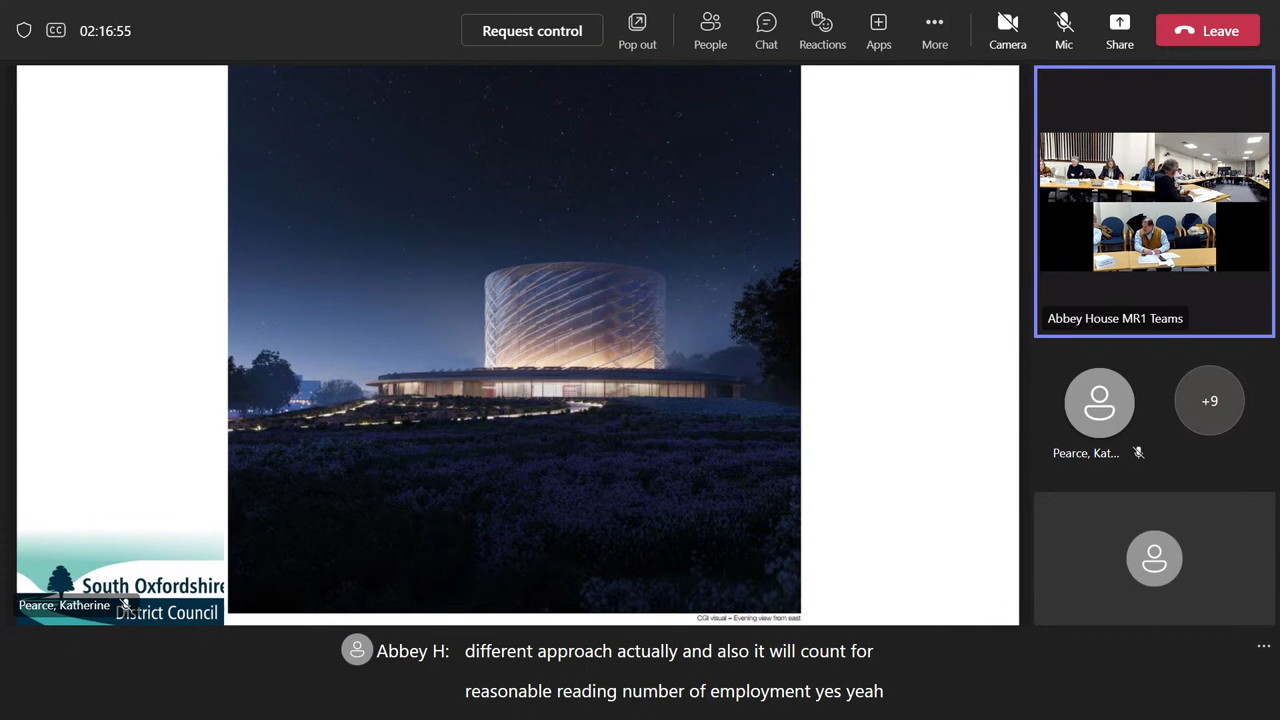 CC 02:16:55 Request control
Pop out People Chat Reactions Apps More Camera Mic Share Leave
Abbey House MR1 Teams
Pearce, Kat...
+9
South Oxfordshire
District Council
Pearce, Katherine
CGI visual – Evening view from east
Abbey H: different approach actually and also it will count for
reasonable reading number of employment yes yeah